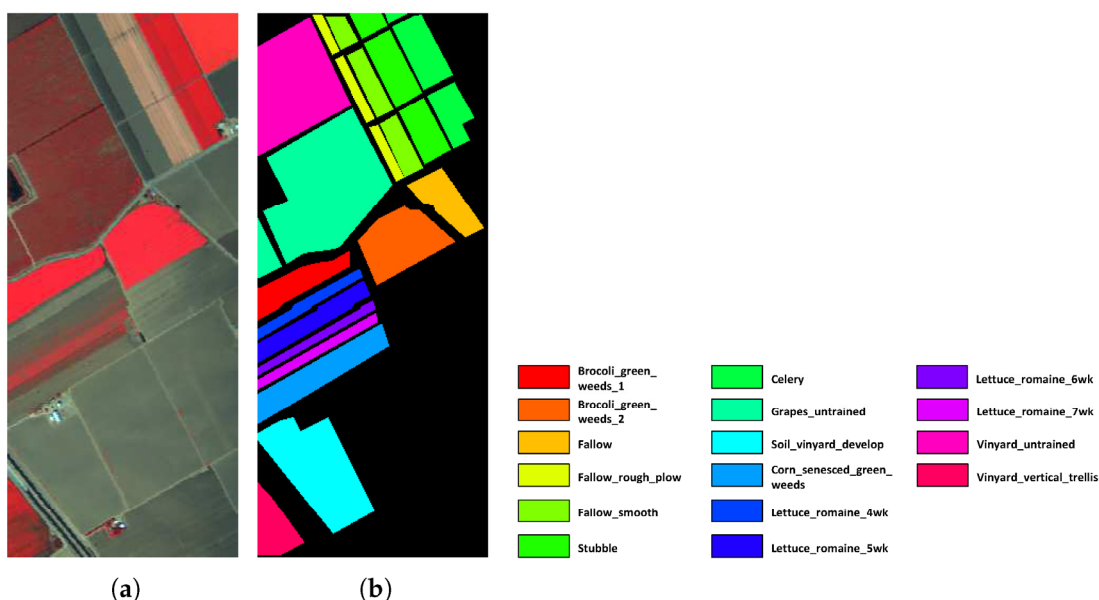 Brocoli_green_
weeds_1
Brocoli_green_
weeds_2
Fallow
Fallow_rough_plow
Fallow_smooth
Stubble
Celery
Grapes_untrained
Soil_vinyard_develop
Corn_senesced_green_
weeds
Lettuce_romaine_4wk
Lettuce_romaine_5wk
Lettuce_romaine_6wk
Lettuce_romaine_7wk
Vinyard_untrained
Vinyard_vertical_trellis
(a)
(b)